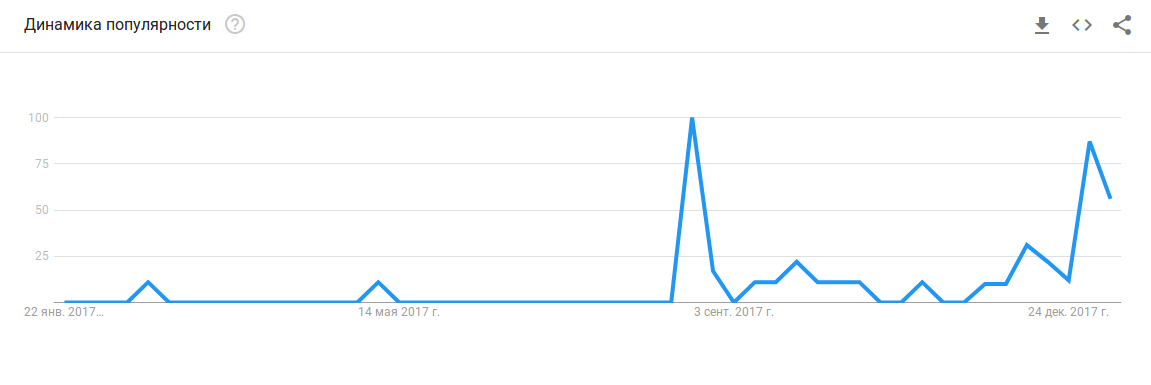 Динамика популярности
?
100
75
50
25
22 янв. 2017…
14 мая 2017 г.
3 сент. 2017 г.
24 дек. 2017 г.